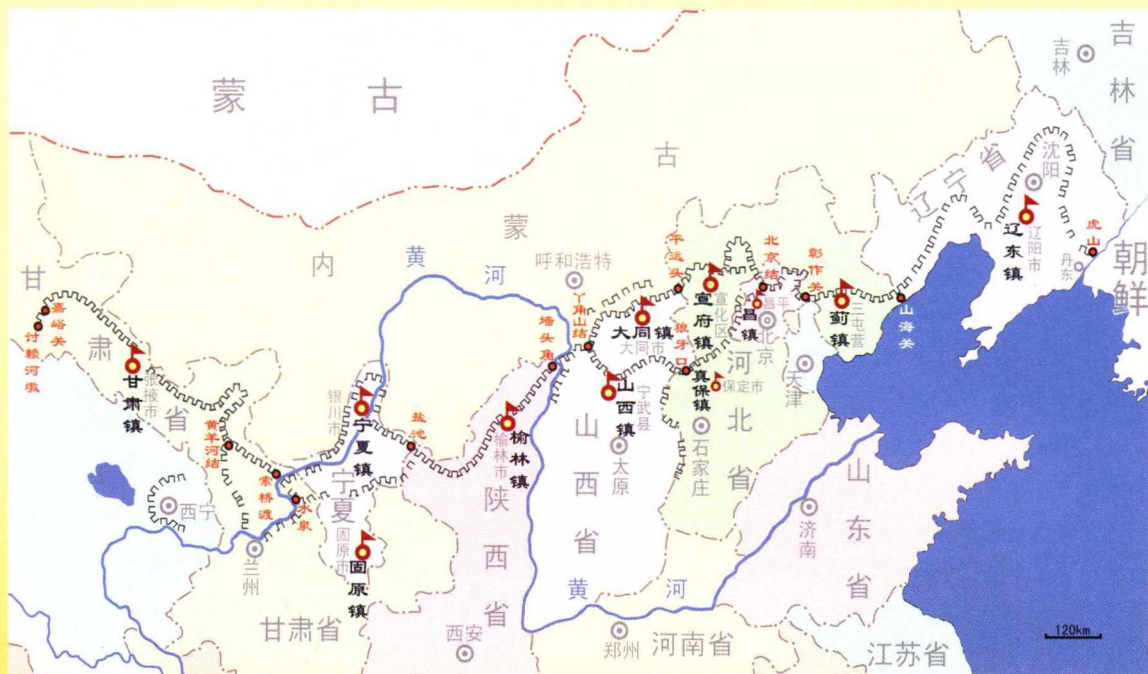 蒙古
内蒙古
吉林省
吉林
辽宁省
沈阳
辽阳市
辽东镇
虎山
丹东
朝鲜
甘肃省
嘉峪关
讨赖河墩
张掖市
甘肃镇
黄羊河结
索桥渡
水泉
西宁
兰州
甘肃省
银川市
宁夏镇
宁夏
固原市
固原镇
盐池
黄河
呼和浩特
榆林市
榆林镇
陕西省
西安
墙头角
丫角山结
大同镇
大同市
山西镇
宁武县
太原
山西省
平远头
宣府镇
宣化区
狼牙口
真保镇
保定市
石家庄
河北省
北京结
昌平
昌镇
北京
天津
彰作关
蓟镇
三屯营
山海关
黄河
济南
山东省
郑州
河南省
江苏省
120km